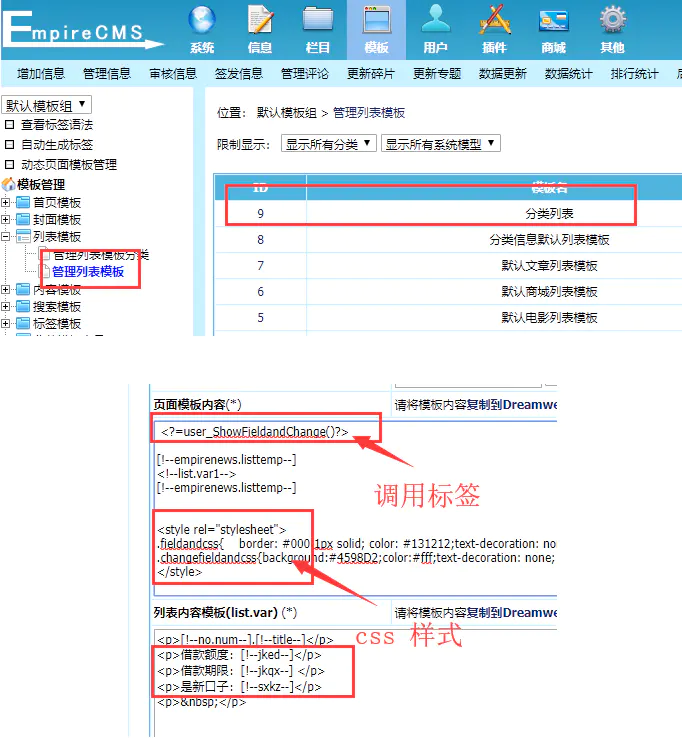 EmpireCMS
系统 信息 栏目 模板 用户 插件 商城 其他
增加信息 管理信息 审核信息 签发信息 管理评论 更新碎片 更新专题 数据更新 数据统计 排行统计
默认模板组 ▼
查看标签语法
自动生成标签
动态页面模板管理
模板管理
首页模板
封面模板
列表模板
管理列表模板分类
管理列表模板
内容模板
搜索模板
标签模板
位置： 默认模板组 > 管理列表模板
限制显示： 显示所有分类 ▼ 显示所有系统模型 ▼
ID 模板名
9 分类列表
8 分类信息默认列表模板
7 默认文章列表模板
6 默认商城列表模板
5 默认电影列表模板
页面模板内容(*) 请将模板内容复制到Dreamwe
<?=user_ShowFieldandChange()?>
[!--empirenews.listtemp--]
<!--list.var1-->
[!--empirenews.listtemp--]
调用标签
<style rel="stylesheet">
.fieldandcss{ border: #000 1px solid; color: #131212;text-decoration: no
.changefieldandcss{background:#4598D2;color:#fff;text-decoration: none;
</style>
列表内容模板(list.var) (*) 请将模板内容复制到Dreamwe
css 样式
<p>[!--no.num--].[!--title--]</p>
<p>借款额度：[!--jked--]</p>
<p>借款期限：[!--jkqx--] </p>
<p>是新口子：[!--sxkz--]</p>
<p>&nbsp;</p>